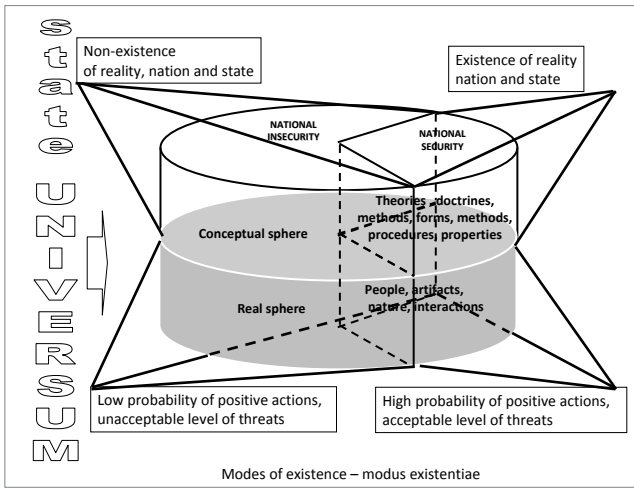 State UNIVERSUM
Non-existence
of reality, nation and state
Existence of reality
nation and state
NATIONAL
INSECURITY
NATIONAL
SECURITY
Theories, doctrines,
methods, forms, methods,
procedures, properties
Conceptual sphere
People, artifacts,
nature, interactions
Real sphere
Low probability of positive actions,
unacceptable level of threats
High probability of positive actions,
acceptable level of threats
Modes of existence – modus existentiae